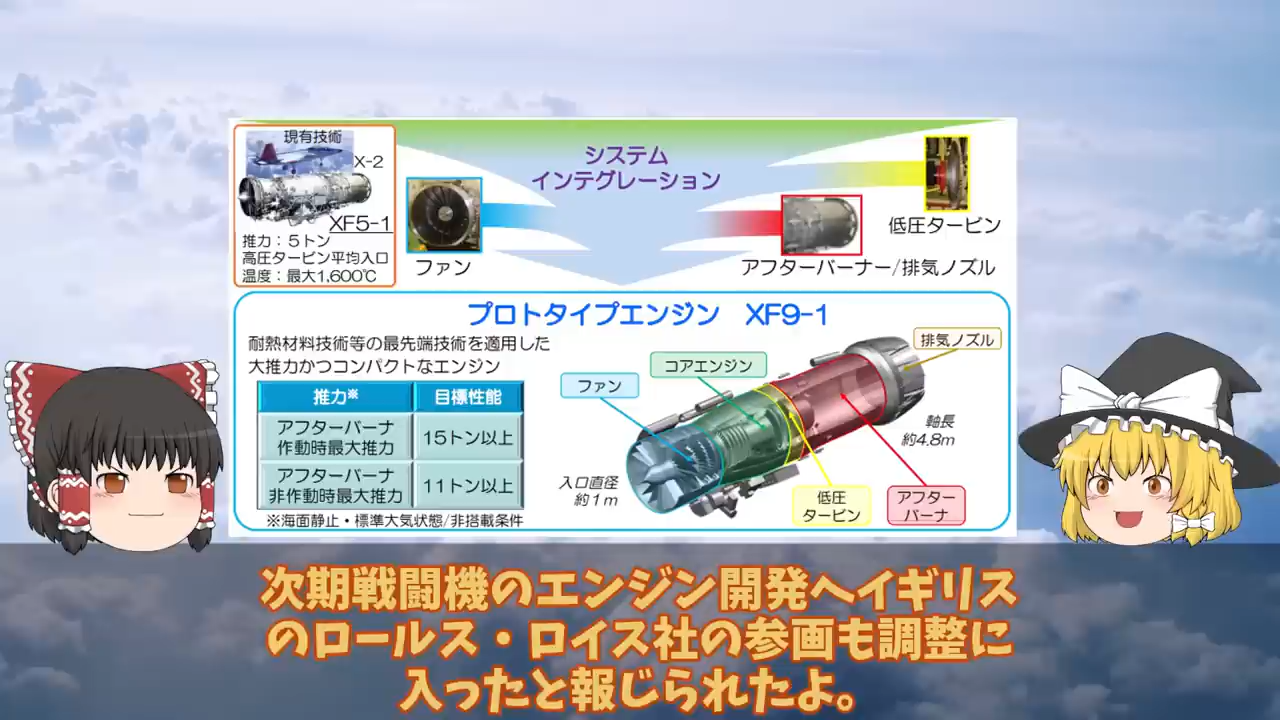 現有技術
X-2
XF5-1
推力：５トン
高圧タービン平均入口
温度：最大1,600℃
ファン
システム
インテグレーション
低圧タービン
アフターバーナー/排気ノズル
プロトタイプエンジン　XF9-1
耐熱材料技術等の最先端技術を適用した
大推力かつコンパクトなエンジン
推力※
目標性能
アフターバーナ
作動時最大推力
15トン以上
アフターバーナ
非作動時最大推力
11トン以上
※海面静止・標準大気状態/非搭載条件
ファン
コアエンジン
排気ノズル
軸長
約4.8m
入口直径
約１m
低圧
タービン
アフター
バーナ
次期戦闘機のエンジン開発へイギリス
のロールス・ロイス社の参画も調整に
入ったと報じられたよ。